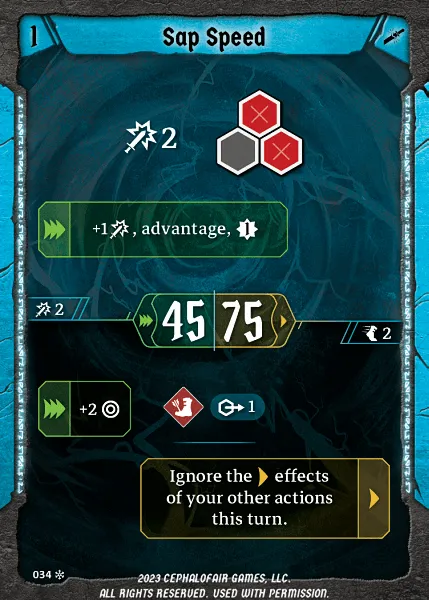 1
Sap Speed
2
+1 , advantage, 1
2
45 75
2
+2
1
Ignore the effects
of your other actions
this turn.
034
2023 CEPHALOFAIR GAMES, LLC.
ALL RIGHTS RESERVED. USED WITH PERMISSION.